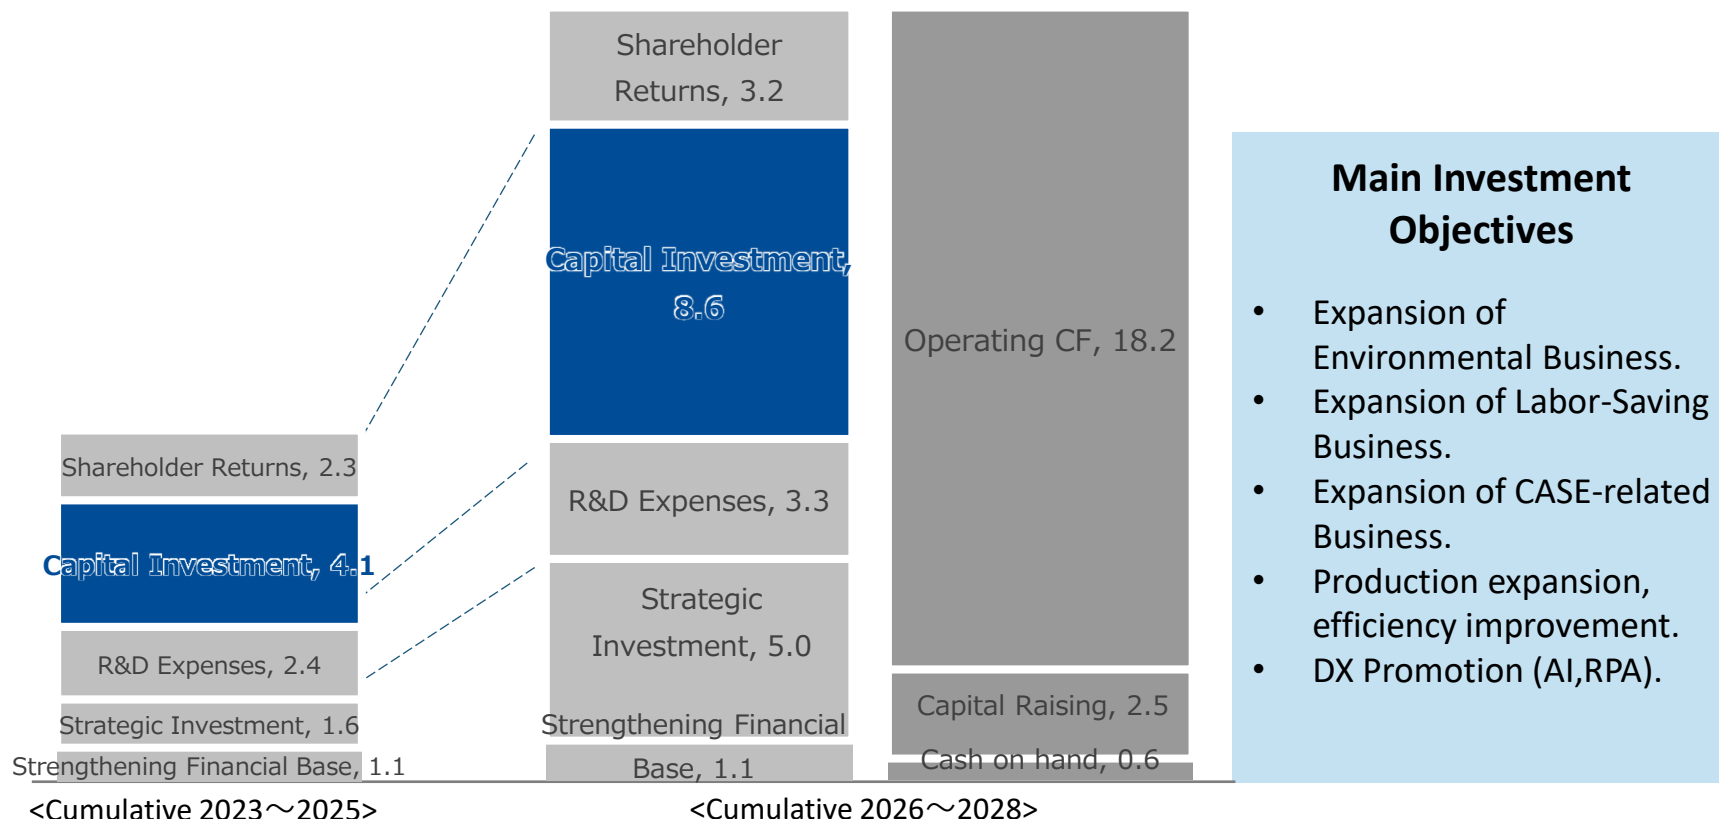 Shareholder Returns, 2.3
Capital Investment, 4.1
R&D Expenses, 2.4
Strategic Investment, 1.6
Strengthening Financial Base, 1.1
<Cumulative 2023～2025>
Shareholder
Returns, 3.2
Capital Investment,
8.6
R&D Expenses, 3.3
Strategic
Investment, 5.0
Strengthening Financial
Base, 1.1
Operating CF, 18.2
Capital Raising, 2.5
Cash on hand, 0.6
<Cumulative 2026～2028>
Main Investment
Objectives
• Expansion of
Environmental Business.
• Expansion of Labor-Saving
Business.
• Expansion of CASE-related
Business.
• Production expansion,
efficiency improvement.
• DX Promotion (AI,RPA).